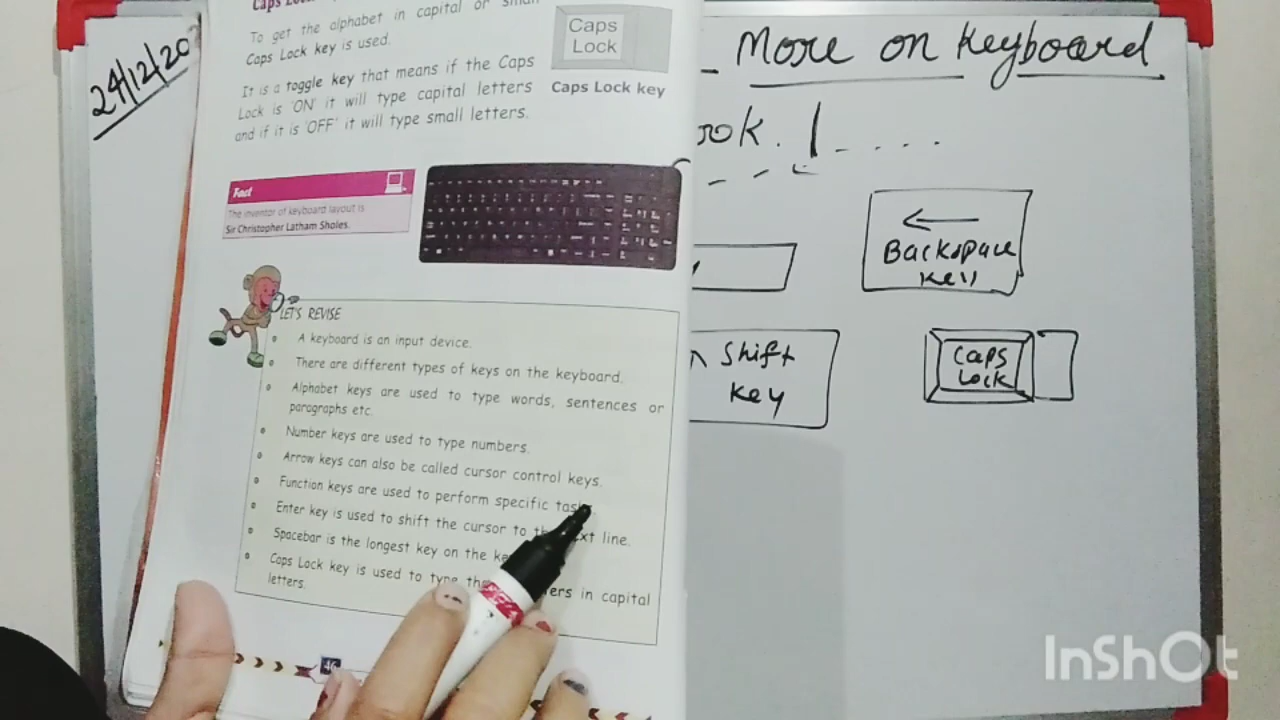 24/12/20
More on Keyboard
To get the alphabet in capital or small
Caps Lock key is used.
It is a toggle key that means if the Caps
Lock is 'ON' it will type capital letters
and if it is 'OFF' it will type small letters.
Caps
Lock
Caps Lock key
Fact
The inventor of keyboard layout is
Sir Christopher Latham Sholes.
LET'S REVISE
A keyboard is an input device.
There are different types of keys on the keyboard.
Alphabet keys are used to type words, sentences or
paragraphs etc.
Number keys are used to type numbers.
Arrow keys can also be called cursor control keys.
Function keys are used to perform specific
Enter key is used to shift the cursor to line.
Spacebar is the longest key on the
Caps Lock key is used to type in capital
letters.
46
ook.
Backspace
Key
Shift
Key
Caps
Lock
InShOt